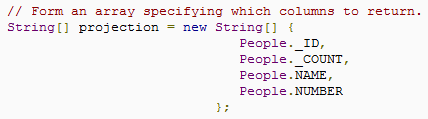 // Form an array specifying which columns to return.
String[] projection = new String[] {
People._ID,
People._COUNT,
People.NAME,
People.NUMBER
};